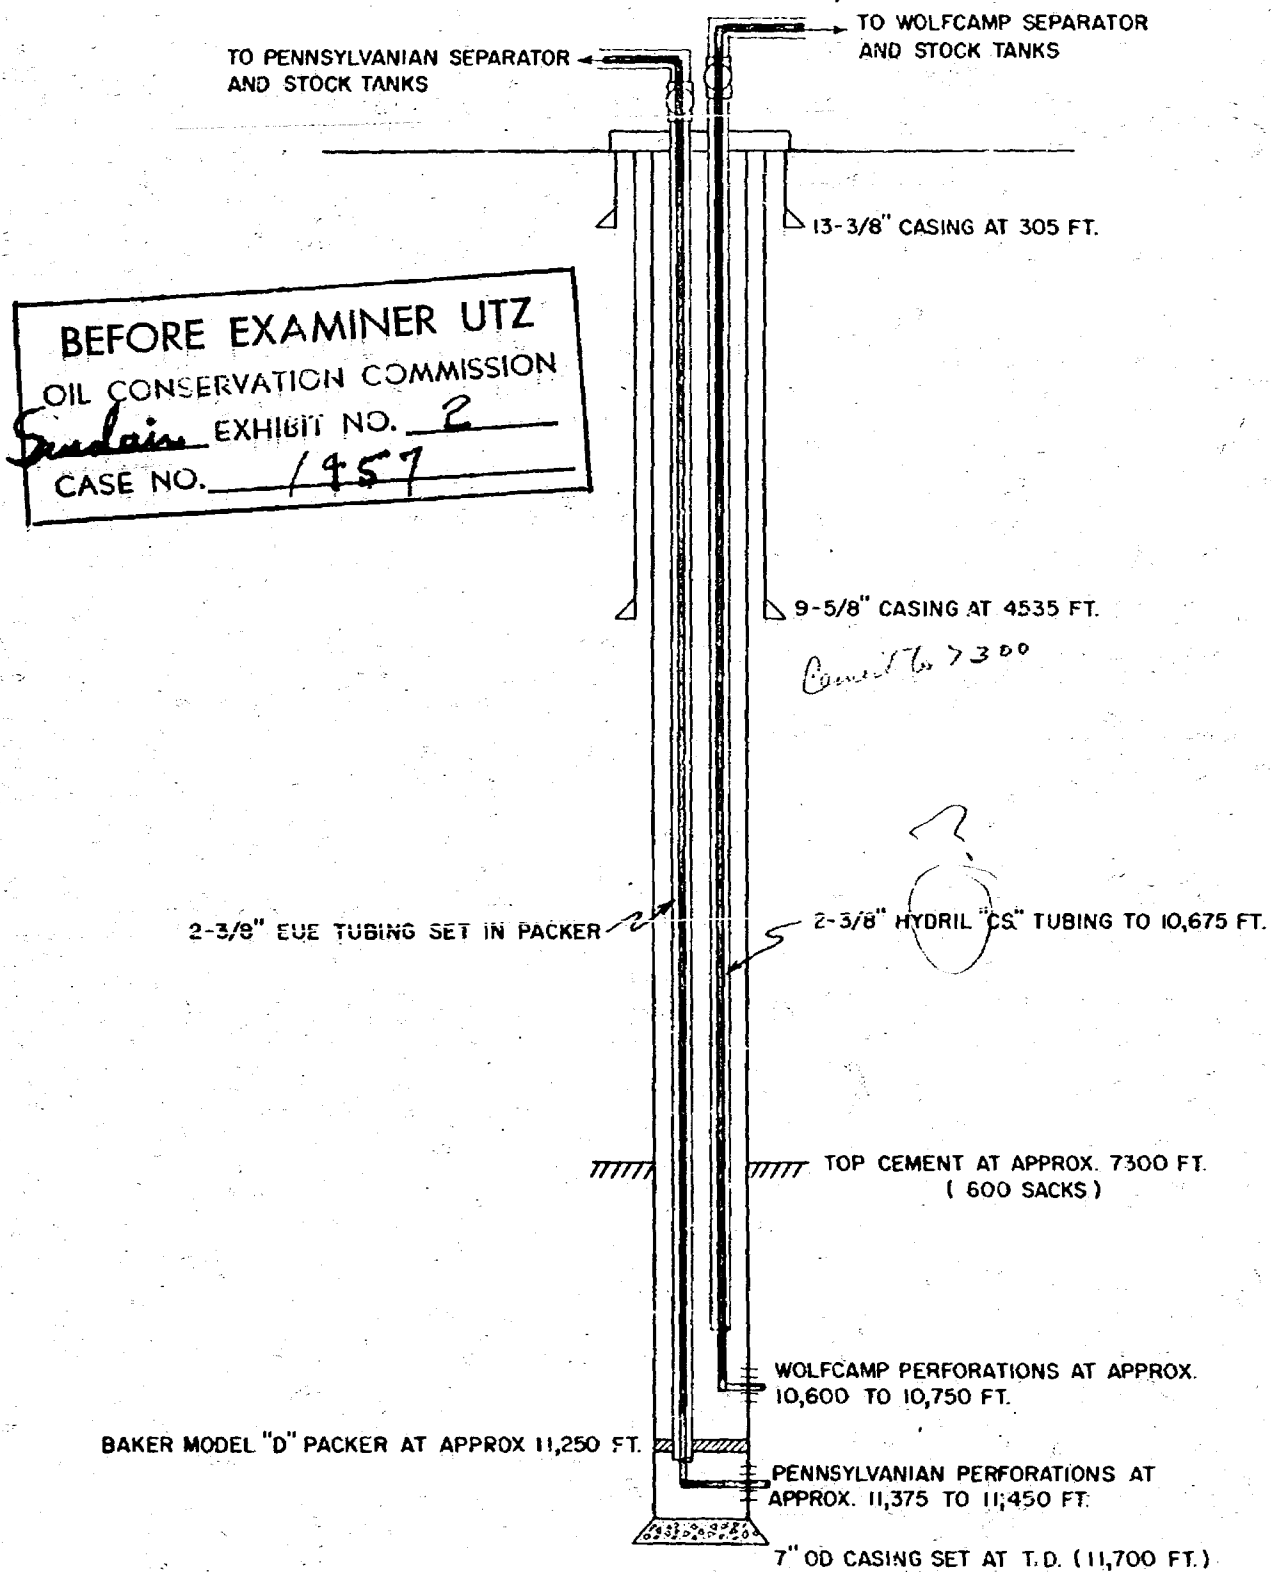 TO WOLFCAMP SEPARATOR
AND STOCK TANKS
TO PENNSYLVANIAN SEPARATOR
AND STOCK TANKS
13-3/8" CASING AT 305 FT.
BEFORE EXAMINER UTZ
OIL CONSERVATION COMMISSION
Sinclair EXHIBIT NO. 2
CASE NO. 1957
9-5/8" CASING AT 4535 FT.
Cement to 7300
?
2-3/8" EUE TUBING SET IN PACKER
2-3/8" HYDRIL "CS" TUBING TO 10,675 FT.
TOP CEMENT AT APPROX. 7300 FT.
( 600 SACKS )
WOLFCAMP PERFORATIONS AT APPROX.
10,600 TO 10,750 FT.
BAKER MODEL "D" PACKER AT APPROX 11,250 FT.
PENNSYLVANIAN PERFORATIONS AT
APPROX. 11,375 TO 11,450 FT.
7" OD CASING SET AT T.D. (11,700 FT.)